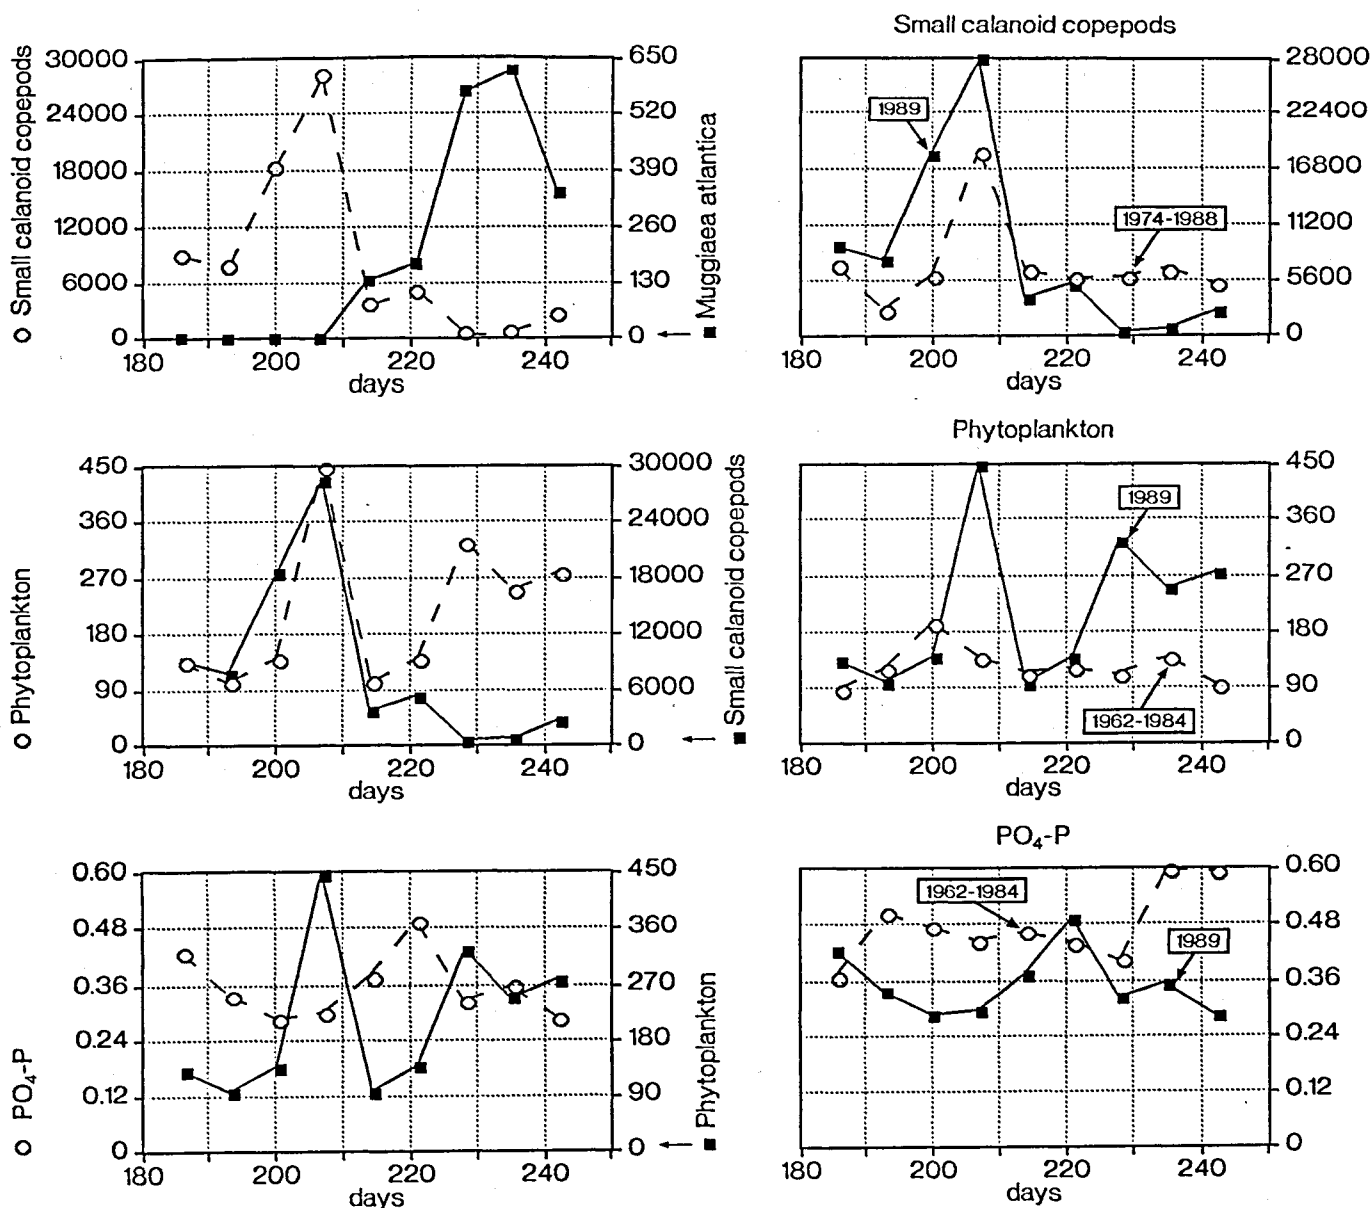 Small calanoid copepods
30000
24000
18000
12000
6000
0
650
520
390
260
130
0
Muggiaea atlantica
180 200 220 240
days
Small calanoid copepods
28000
22400
16800
11200
5600
0
1989
1974-1988
180 200 220 240
days
Phytoplankton
450
360
270
180
90
0
30000
24000
18000
12000
6000
0
Small calanoid copepods
180 200 220 240
days
Phytoplankton
450
360
270
180
90
0
1989
1962-1984
180 200 220 240
days
PO₄-P
0.60
0.48
0.36
0.24
0.12
0
450
360
270
180
90
0
Phytoplankton
180 200 220 240
days
PO₄-P
0.60
0.48
0.36
0.24
0.12
0
1962-1984
1989
180 200 220 240
days